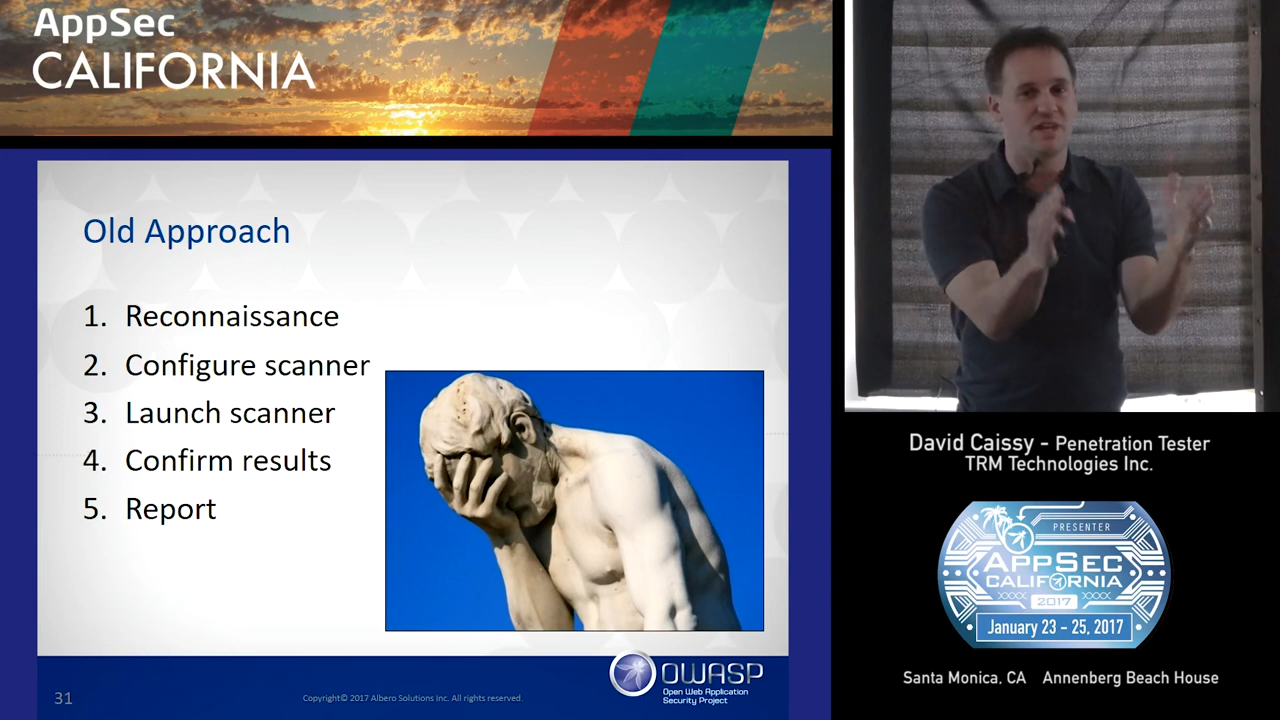 AppSec
CALIFORNIA
Old Approach
1. Reconnaissance
2. Configure scanner
3. Launch scanner
4. Confirm results
5. Report
31
Copyright© 2017 Albero Solutions Inc. All rights reserved.
OWASP
Open Web Application
Security Project
David Caissy - Penetration Tester
TRM Technologies Inc.
PRESENTER
APPSEC
CALIFORNIA
2017
January 23 - 25, 2017
Santa Monica, CA Annenberg Beach House